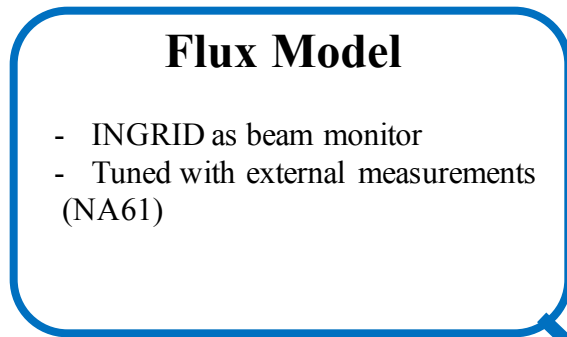 Flux Model
- INGRID as beam monitor
- Tuned with external measurements
(NA61)